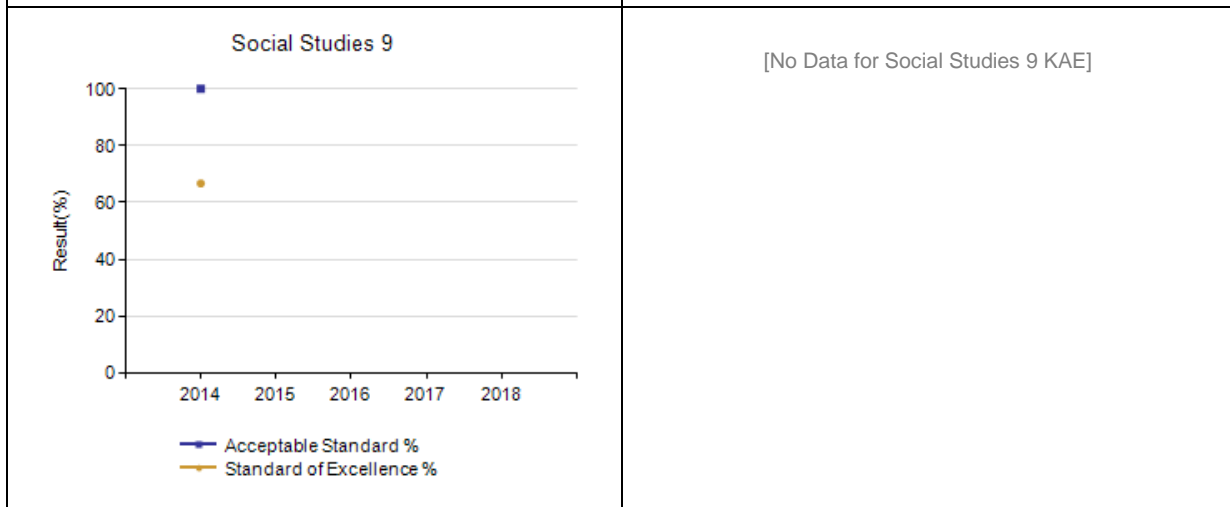 Social Studies 9
100
80
60
40
20
0
Result(%)
2014 2015 2016 2017 2018
Acceptable Standard %
Standard of Excellence %
[No Data for Social Studies 9 KAE]